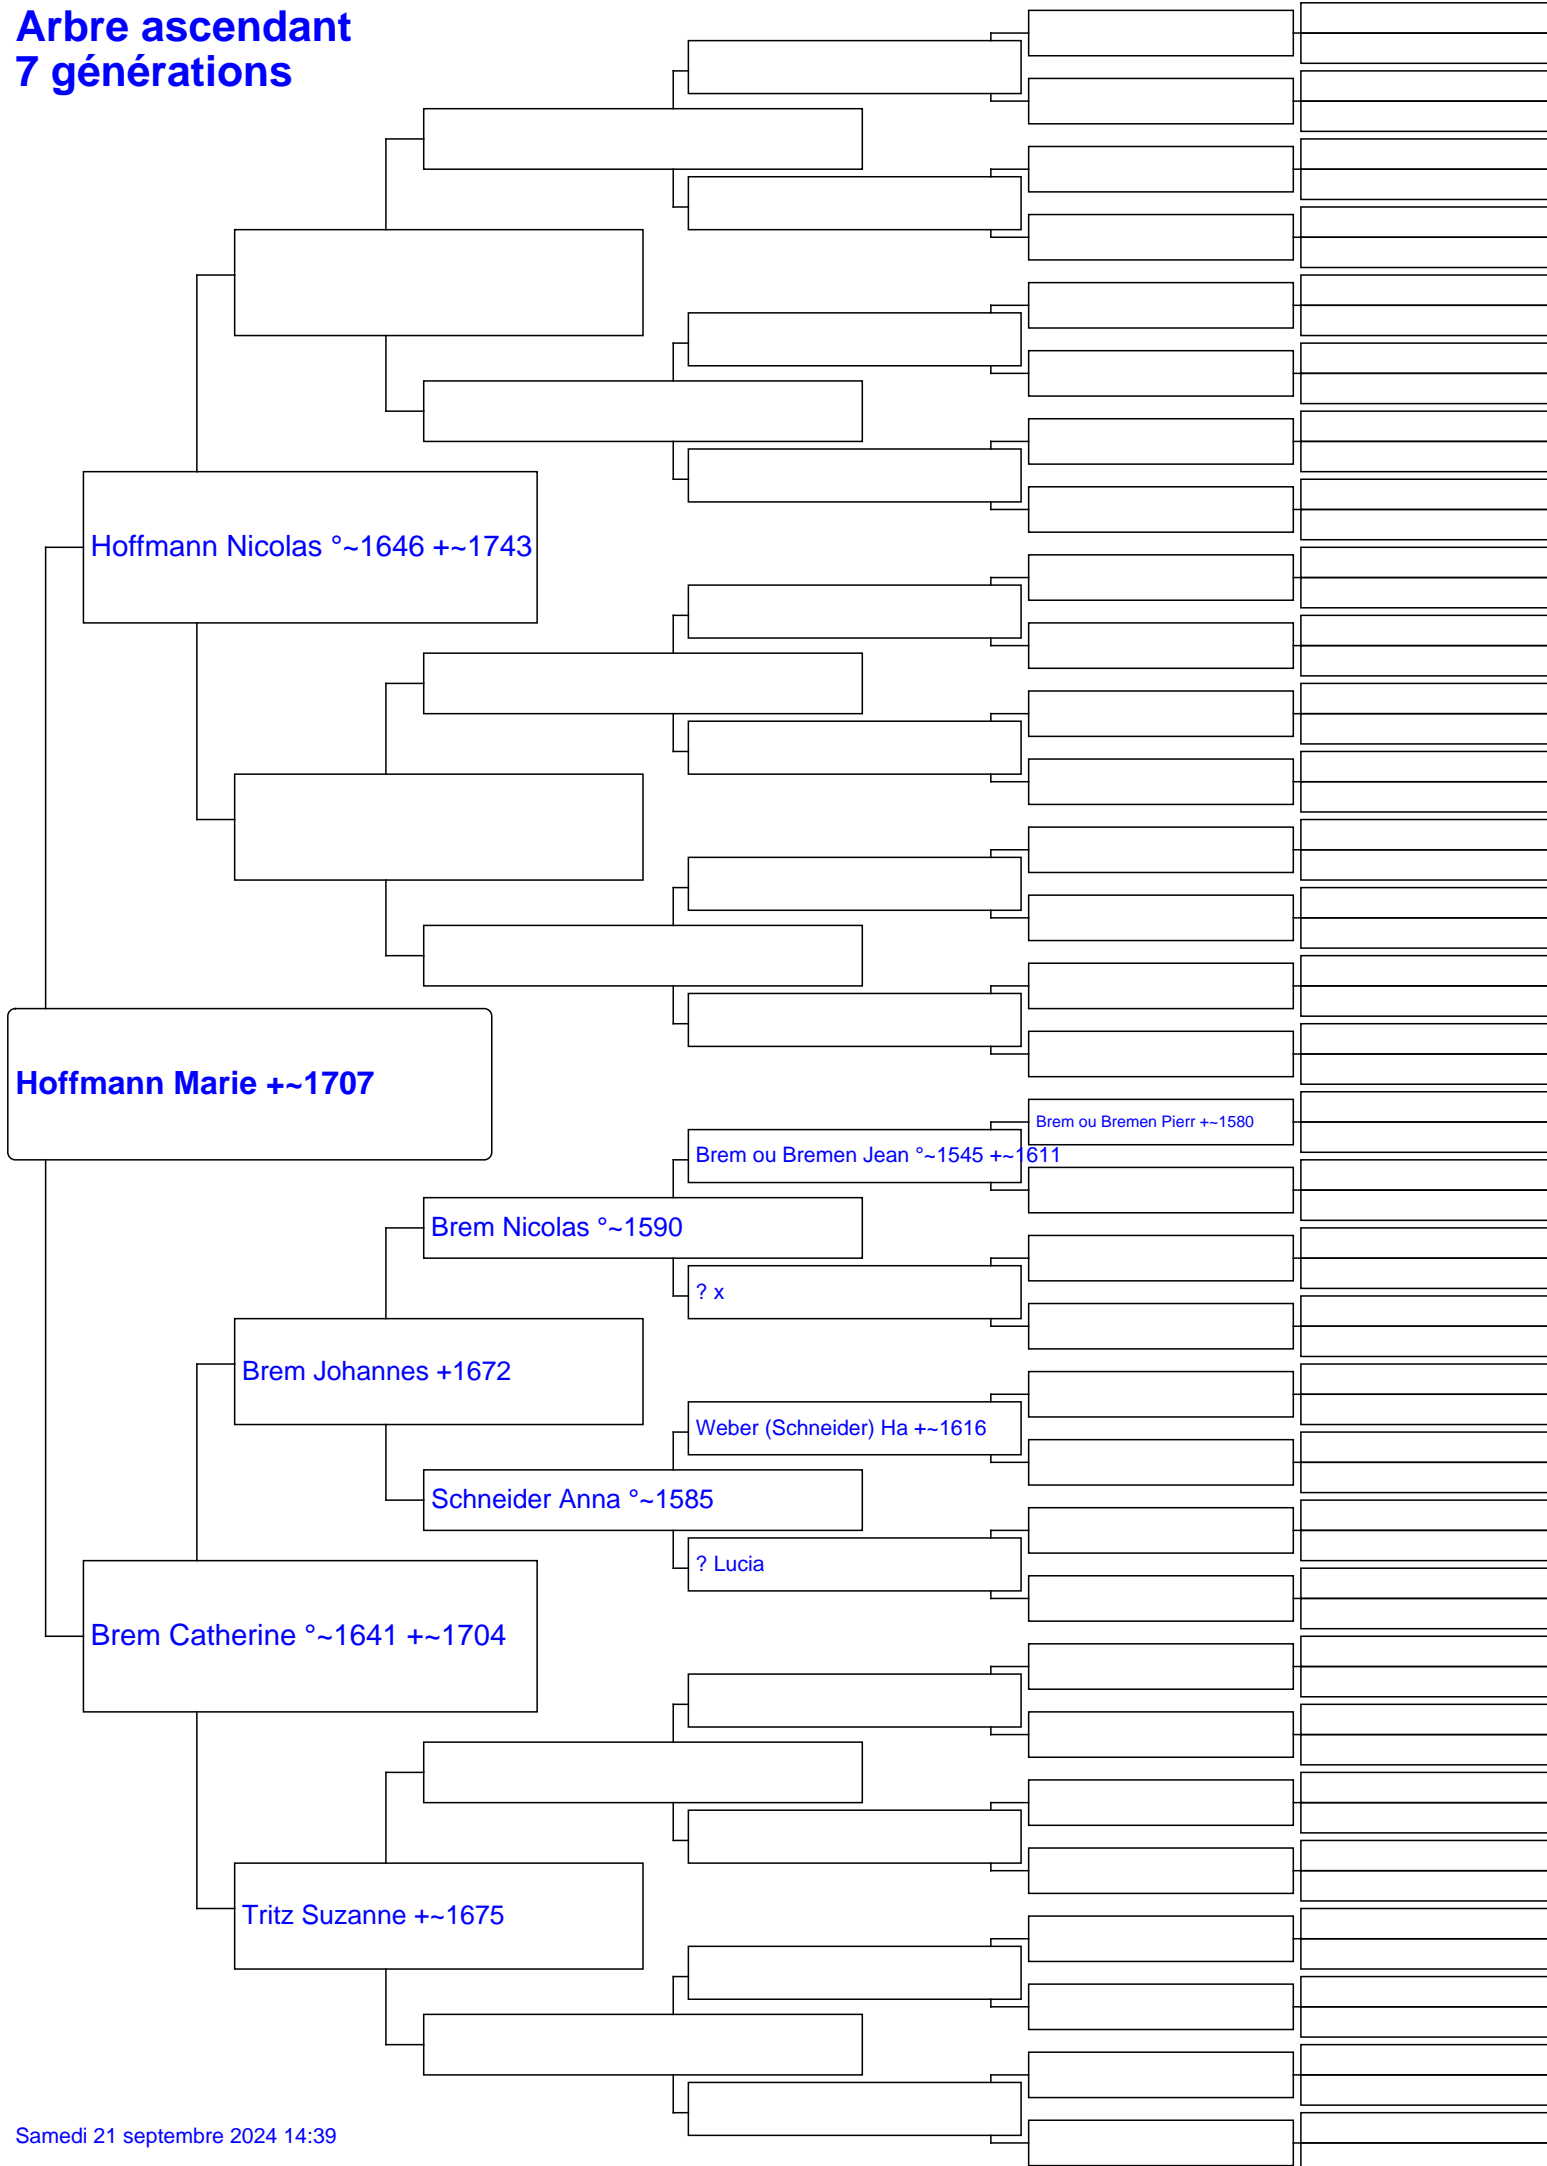 Arbre ascendant
7 générations
Hoffmann Nicolas °~1646 +~1743
Hoffmann Marie +~1707
Brem ou Bremen Pierr +~1580
Brem ou Bremen Jean °~1545 +~1611
Brem Nicolas °~1590
? x
Brem Johannes +1672
Weber (Schneider) Ha +~1616
Schneider Anna °~1585
? Lucia
Brem Catherine °~1641 +~1704
Tritz Suzanne +~1675
Samedi 21 septembre 2024 14:39